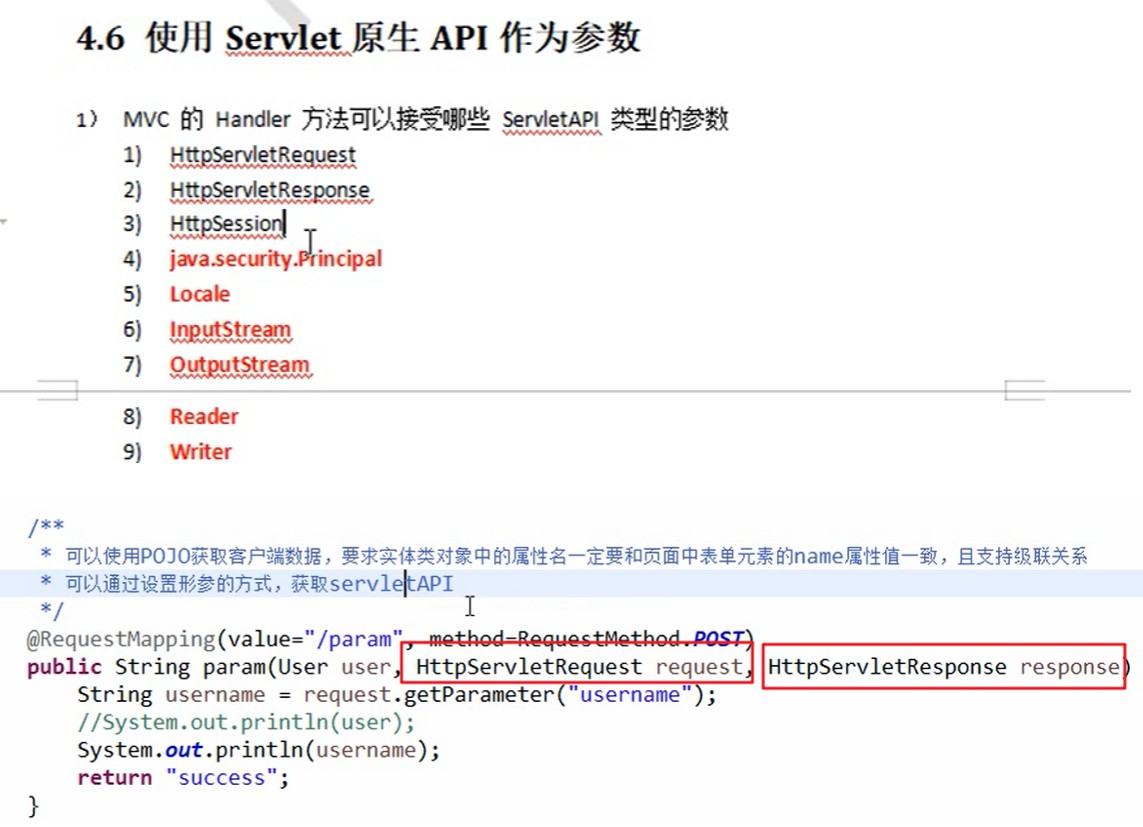 4.6 使用 Servlet 原生 API 作为参数
1） MVC 的 Handler 方法可以接受哪些 ServletAPI 类型的参数
1) HttpServletRequest
2) HttpServletResponse
3) HttpSession
4) java.security.Principal
5) Locale
6) InputStream
7) OutputStream
8) Reader
9) Writer
/**
* 可以使用POJO获取客户端数据，要求实体类对象中的属性名一定要和页面中表单元素的name属性值一致，且支持级联关系
* 可以通过设置形参的方式，获取servletAPI
*/
@RequestMapping(value="/param", method=RequestMethod.POST)
public String param(User user, HttpServletRequest request, HttpServletResponse response)
String username = request.getParameter("username");
//System.out.println(user);
System.out.println(username);
return "success";
}